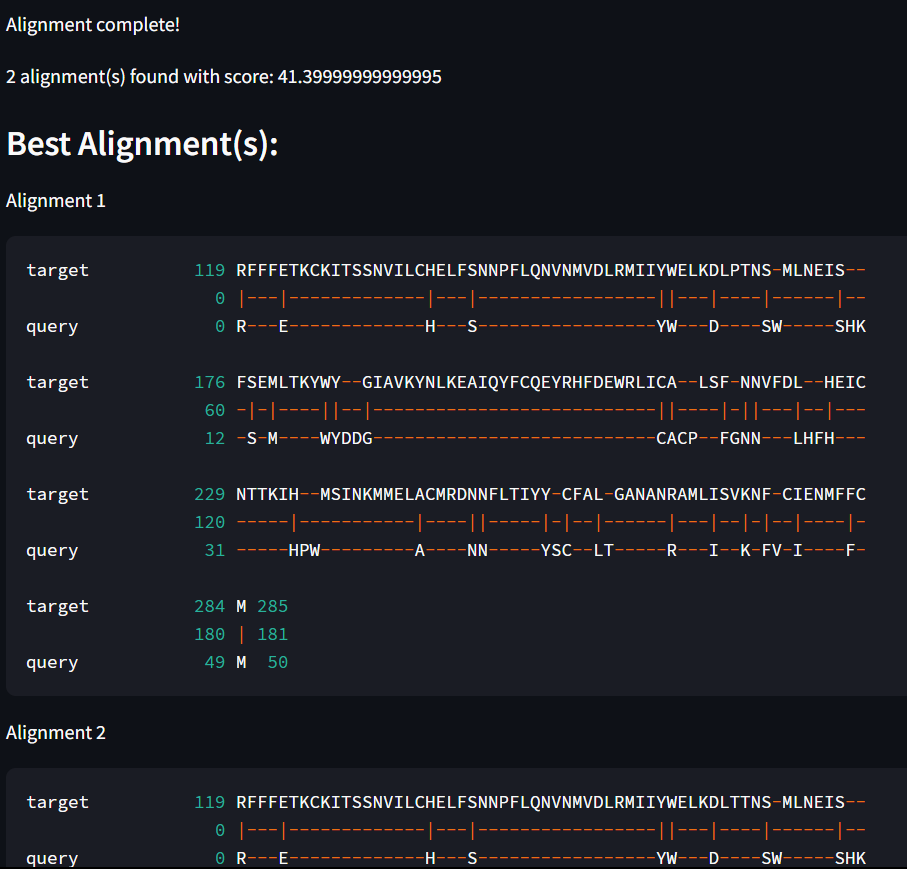 Alignment complete!
2 alignment(s) found with score: 41.39999999999995
Best Alignment(s):
Alignment 1
target          119 RFFFETKCKITSSNVILCHELFSNNPFLQNVNMVDLRMIIYWELKDLPTNS-MLNEIS--
                  0 |---|-------------|---|-----------------||---|----|------|--
query             0 R---E-------------H---S-----------------YW---D----SW-----SHK
target          176 FSEMLTKYWY--GIAVKYNLKEAIQYFCQEYRHFDEWRLICA--LSF-NNVFDL--HEIC
                 60 -|-|----||--|---------------------------||----|-||---|--|---
query            12 -S-M----WYDDG---------------------------CACP--FGNN---LHFH---
target          229 NTTKIH--MSINKMMELACMRDNNFLTIYY-CFAL-GANANRAMLISVKNF-CIENMFFC
                120 -----|-----------|----||-----|-|--|------|---|--|-|--|----|-
query            31 -----HPW---------A----NN-----YSC--LT-----R---I--K-FV-I----F-
target          284 M 285
                180 | 181
query            49 M  50
Alignment 2
target          119 RFFFETKCKITSSNVILCHELFSNNPFLQNVNMVDLRMIIYWELKDLTTNS-MLNEIS--
                  0 |---|-------------|---|-----------------||---|----|------|--
query             0 R---E-------------H---S-----------------YW---D----SW-----SHK